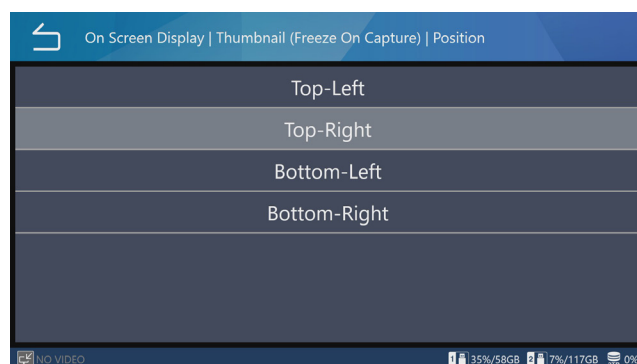 On Screen Display | Thumbnail (Freeze On Capture) | Position
Top-Left
Top-Right
Bottom-Left
Bottom-Right
NO VIDEO 1 35%/58GB 2 7%/117GB 0%